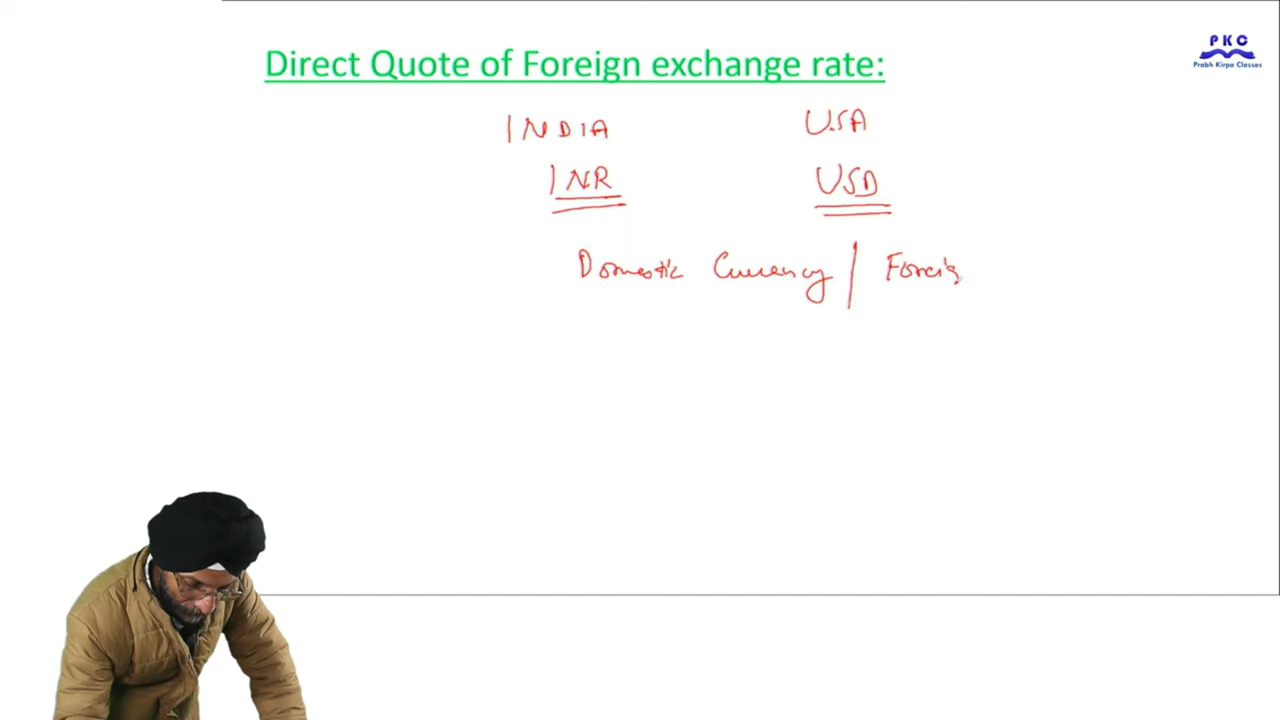 Direct Quote of Foreign exchange rate:
PKC
Prabh Kirpa Classes
INDIA USA
INR USD
Domestic Currency / Foreig